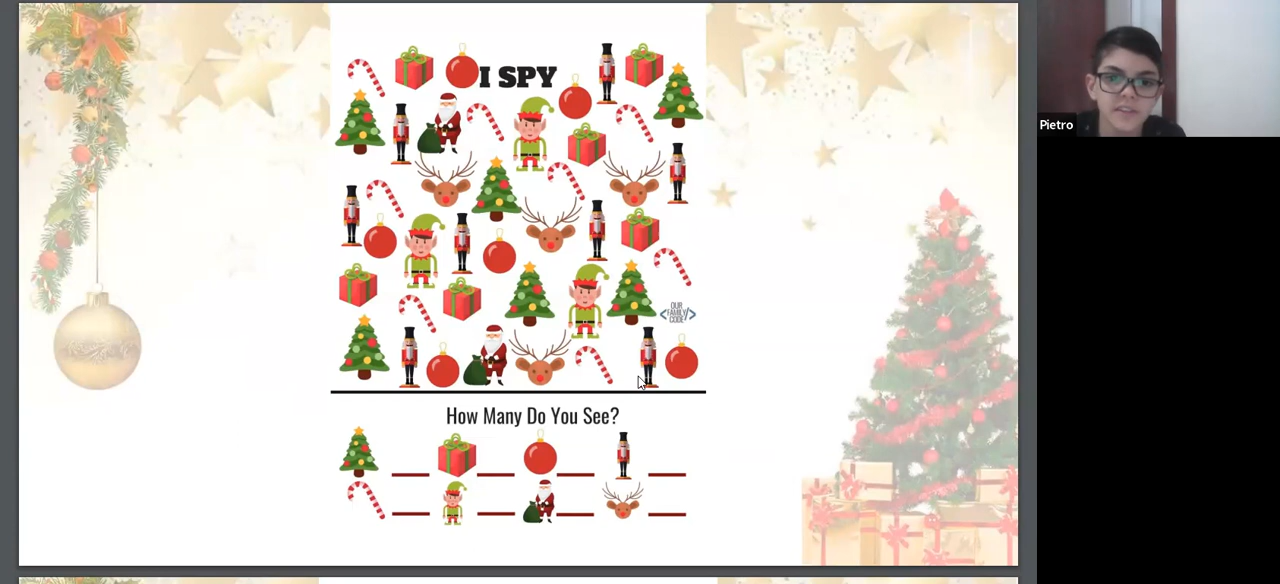 I SPY
OUR
FAMILY
CODE
How Many Do You See?
Pietro